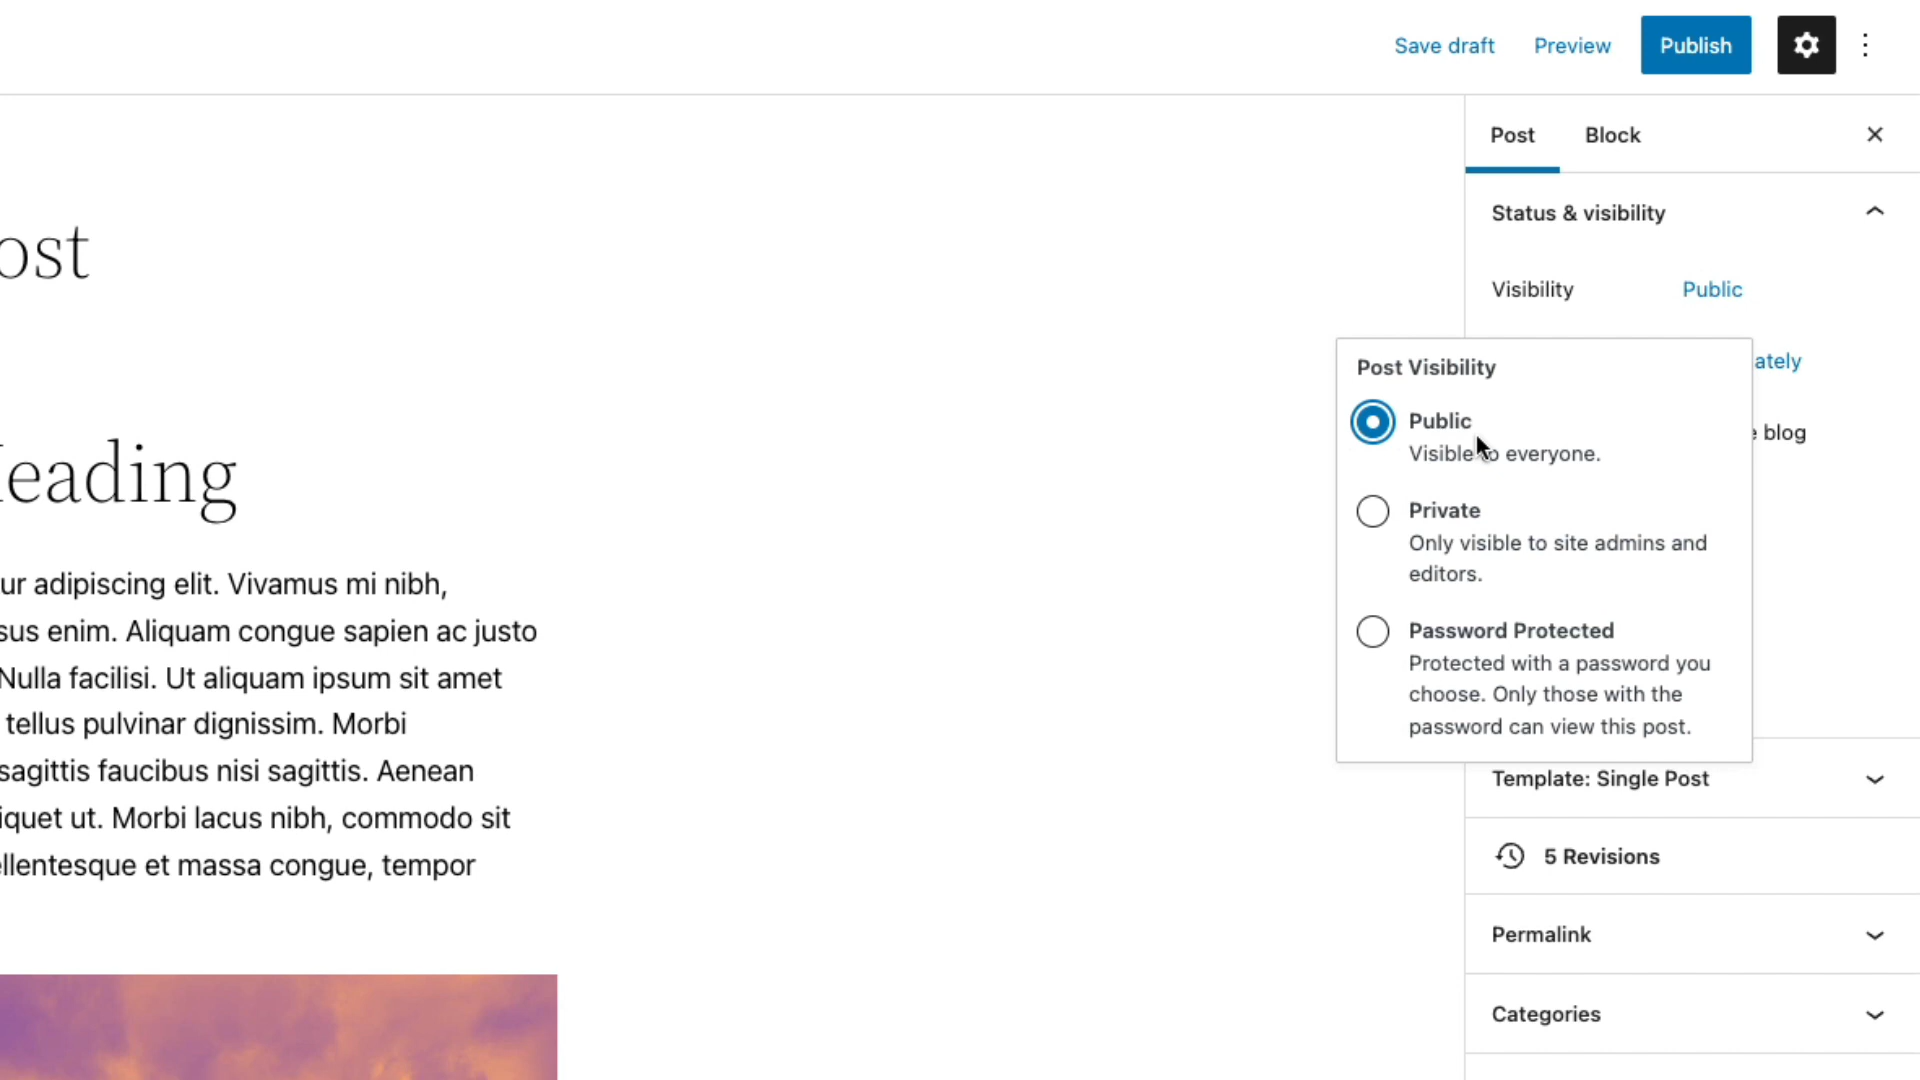 Save draft Preview Publish
Post Block
Status & visibility
ost
Visibility Public
Post Visibility
ately
Public
blog
Visible everyone.
eading
Private
Only visible to site admins and
editors.
ur adipiscing elit. Vivamus mi nibh,
sus enim. Aliquam congue sapien ac justo
Password Protected
Protected with a password you
Nulla facilisi. Ut aliquam ipsum sit amet
choose. Only those with the
tellus pulvinar dignissim. Morbi
password can view this post.
sagittis faucibus nisi sagittis. Aenean
Template: Single Post
iquet ut. Morbi lacus nibh, commodo sit
5 Revisions
ellentesque et massa congue, tempor
Permalink
Categories